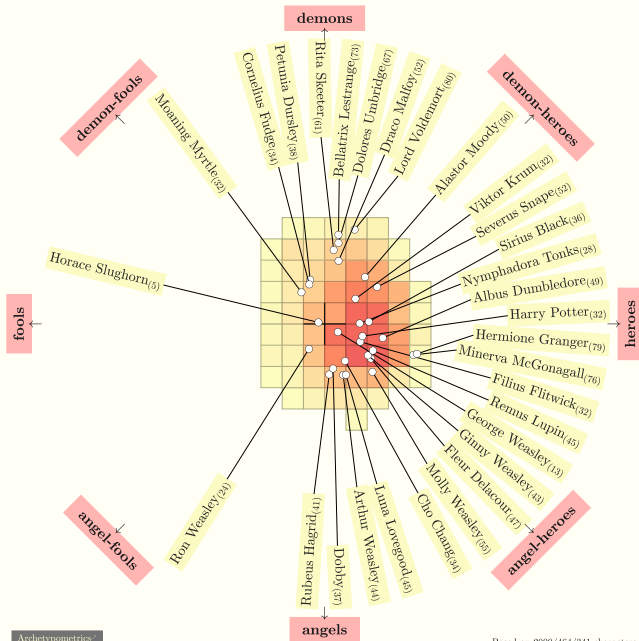 demons
demon-fools
demon-heroes
Moaning Myrtle(32)
Cornelius Fudge(34)
Petunia Dursley(38)
Rita Skeeter(61)
Bellatrix Lestrange(73)
Dolores Umbridge(67)
Draco Malfoy(52)
Lord Voldemort(80)
Alastor Moody(50)
Viktor Krum(32)
Severus Snape(52)
Sirius Black(36)
Nymphadora Tonks(28)
Albus Dumbledore(49)
Harry Potter(32)
Hermione Granger(79)
Minerva McGonagall(76)
Filius Flitwick(32)
Remus Lupin(45)
George Weasley(13)
Ginny Weasley(43)
Fleur Delacour(47)
Molly Weasley(55)
Cho Chang(34)
Luna Lovegood(45)
Arthur Weasley(44)
Dobby(37)
Rubeus Hagrid(41)
Ron Weasley(24)
Horace Slughorn(5)
fools
heroes
angel-fools
angel-heroes
angels
Archetypometrics